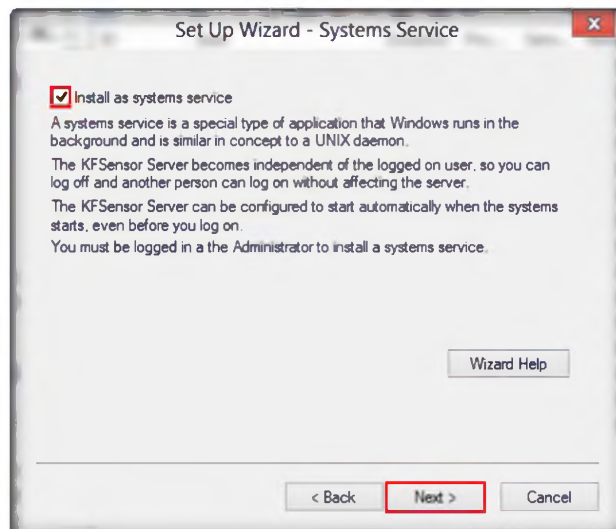 Set Up Wizard - Systems Service
Install as systems service
A systems service is a special type of application that Windows runs in the
background and is similar in concept to a UNIX daemon.
The KFSensor Server becomes independent of the logged on user, so you can
log off and another person can log on without affecting the server.
The KFSensor Server can be configured to start automatically when the systems
starts, even before you log on.
You must be logged in a the Administrator to install a systems service.
Wizard Help
< Back Next > Cancel